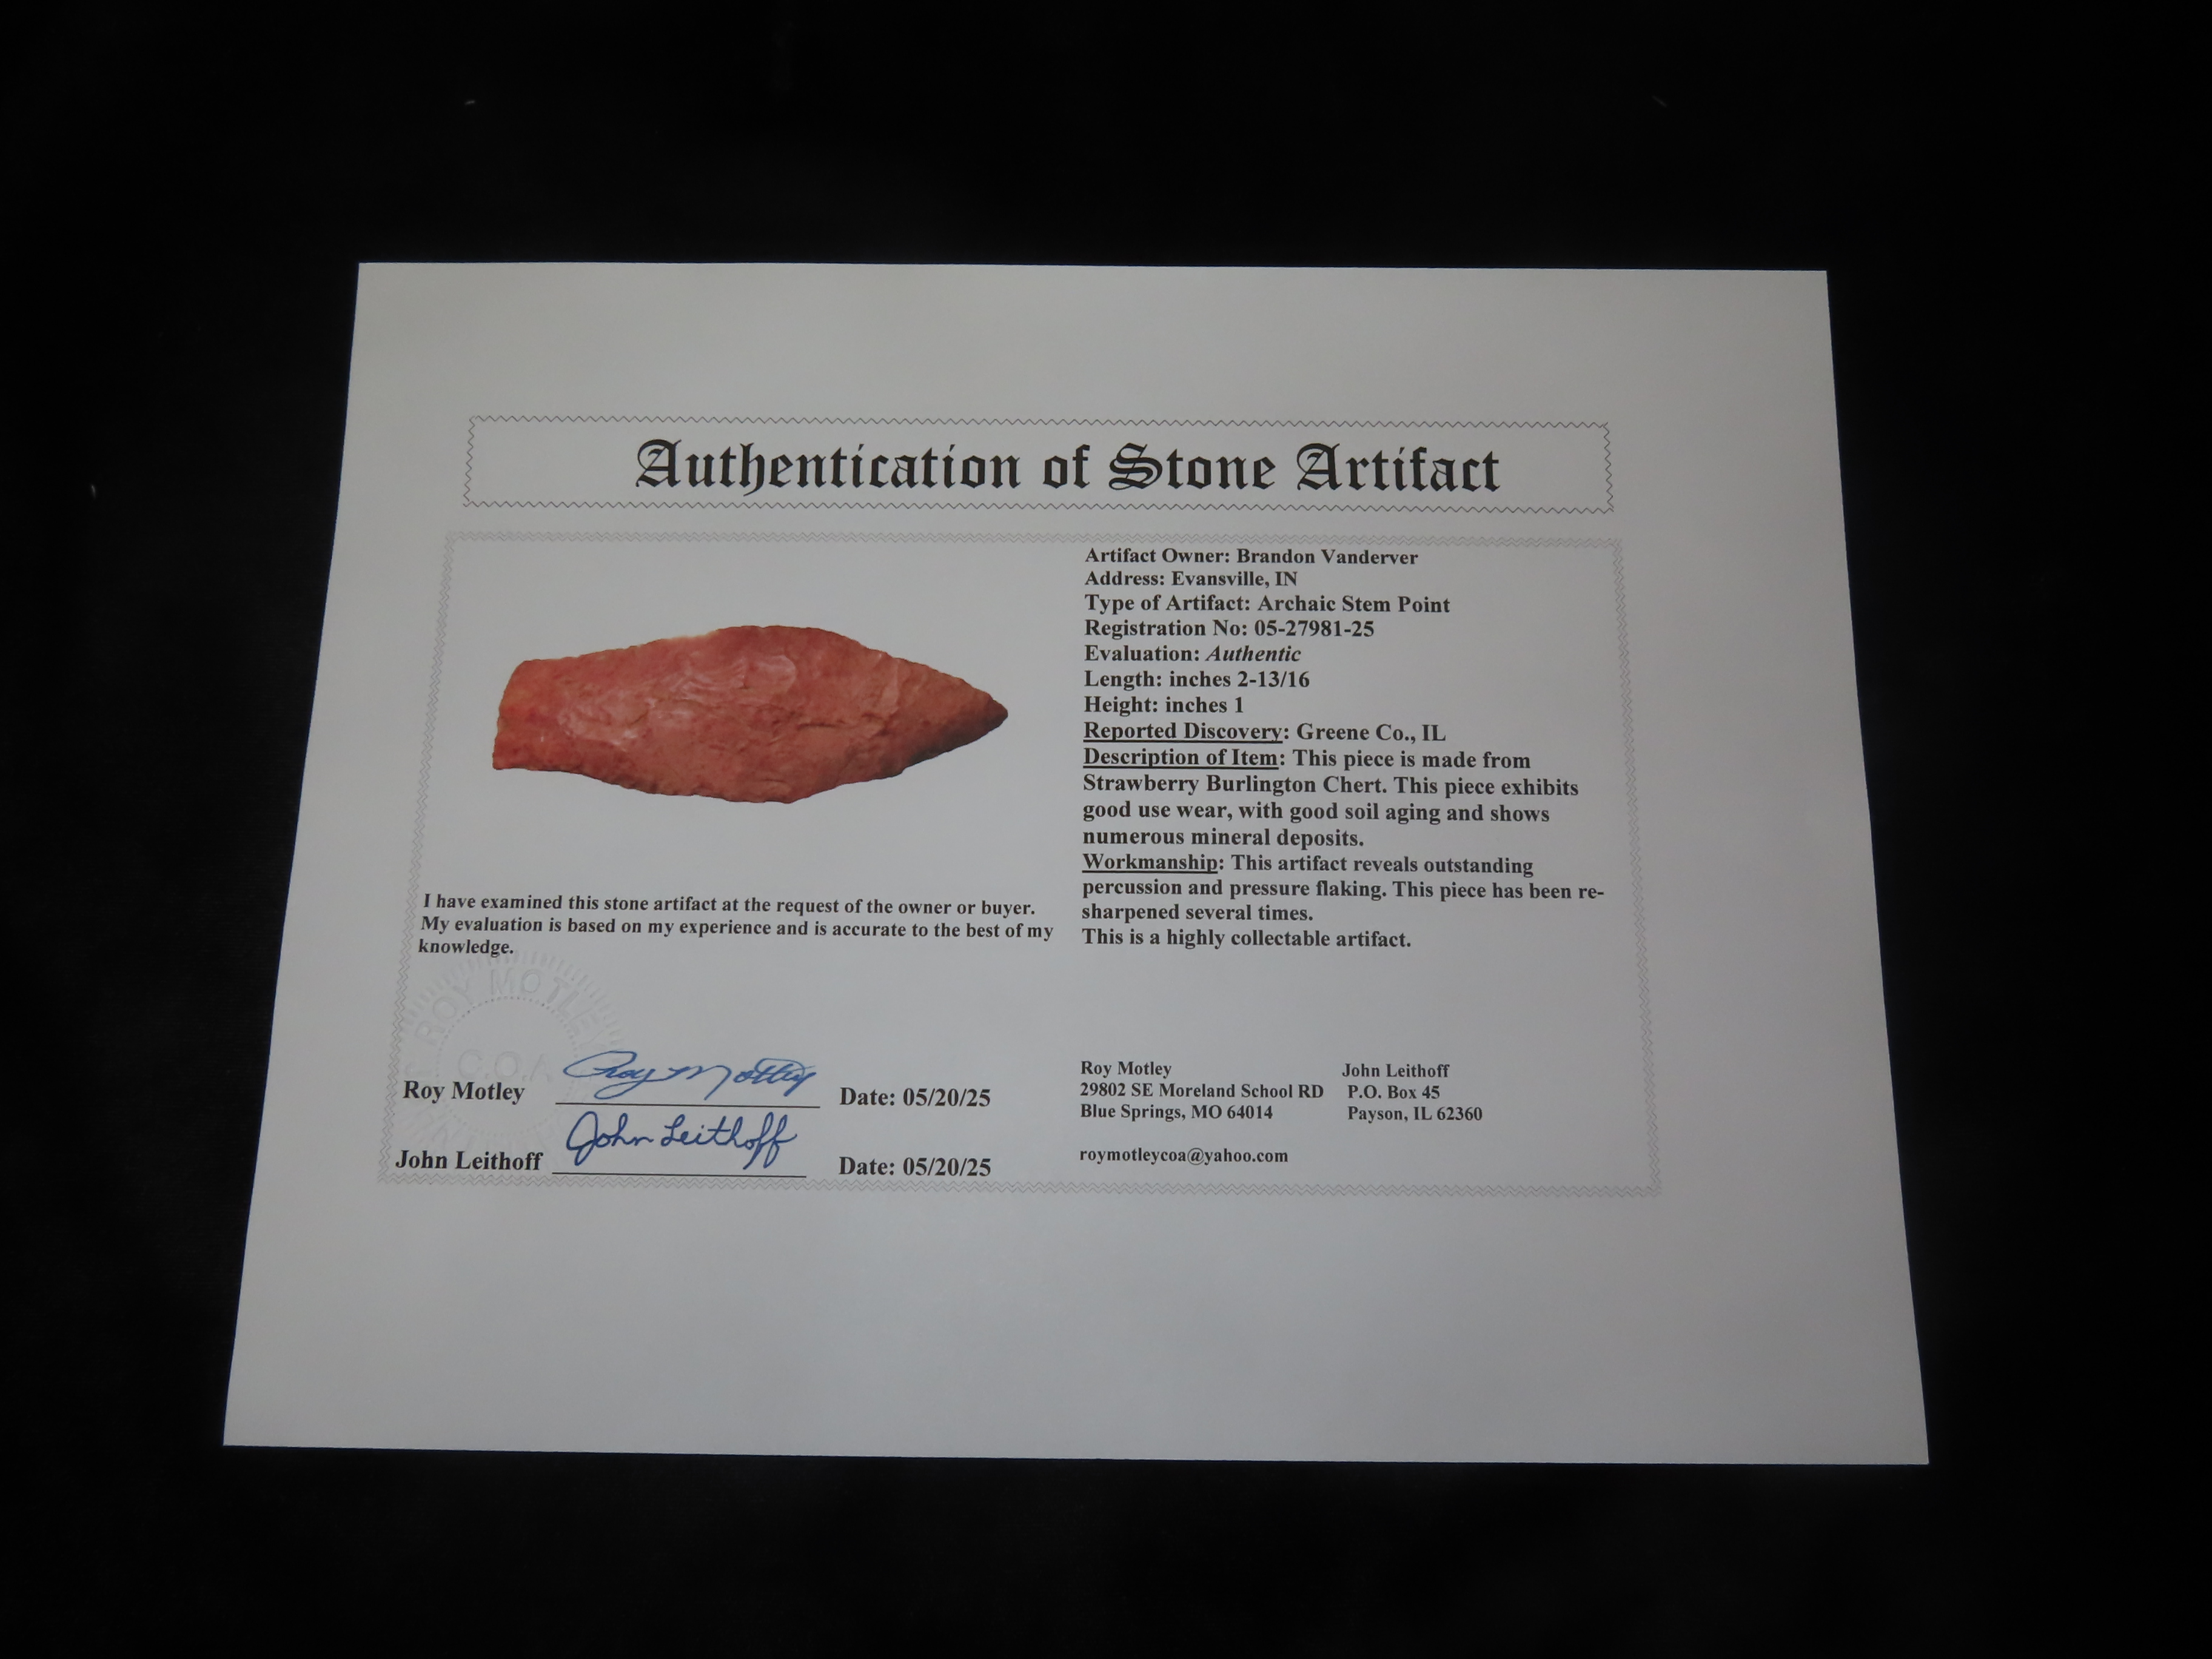 Authentication of Stone Artifact
Artifact Owner: Brandon Vanderver
Address: Evansville, IN
Type of Artifact: Archaic Stem Point
Registration No: 05-27981-25
Evaluation: Authentic
Length: inches 2-13/16
Height: inches 1
Reported Discovery: Greene Co., IL
Description of Item: This piece is made from
Strawberry Burlington Chert. This piece exhibits
good use wear, with good soil aging and shows
numerous mineral deposits.
Workmanship: This artifact reveals outstanding
percussion and pressure flaking. This piece has been re-
sharpened several times.
This is a highly collectable artifact.
I have examined this stone artifact at the request of the owner or buyer.
My evaluation is based on my experience and is accurate to the best of my
knowledge.
ROY MOTLEY
C.O.A
Roy Motley Roy Motley Date: 05/20/25
John Leithoff John Leithoff Date: 05/20/25
Roy Motley
29802 SE Moreland School RD
Blue Springs, MO 64014
roymotleycoa@yahoo.com
John Leithoff
P.O. Box 45
Payson, IL 62360